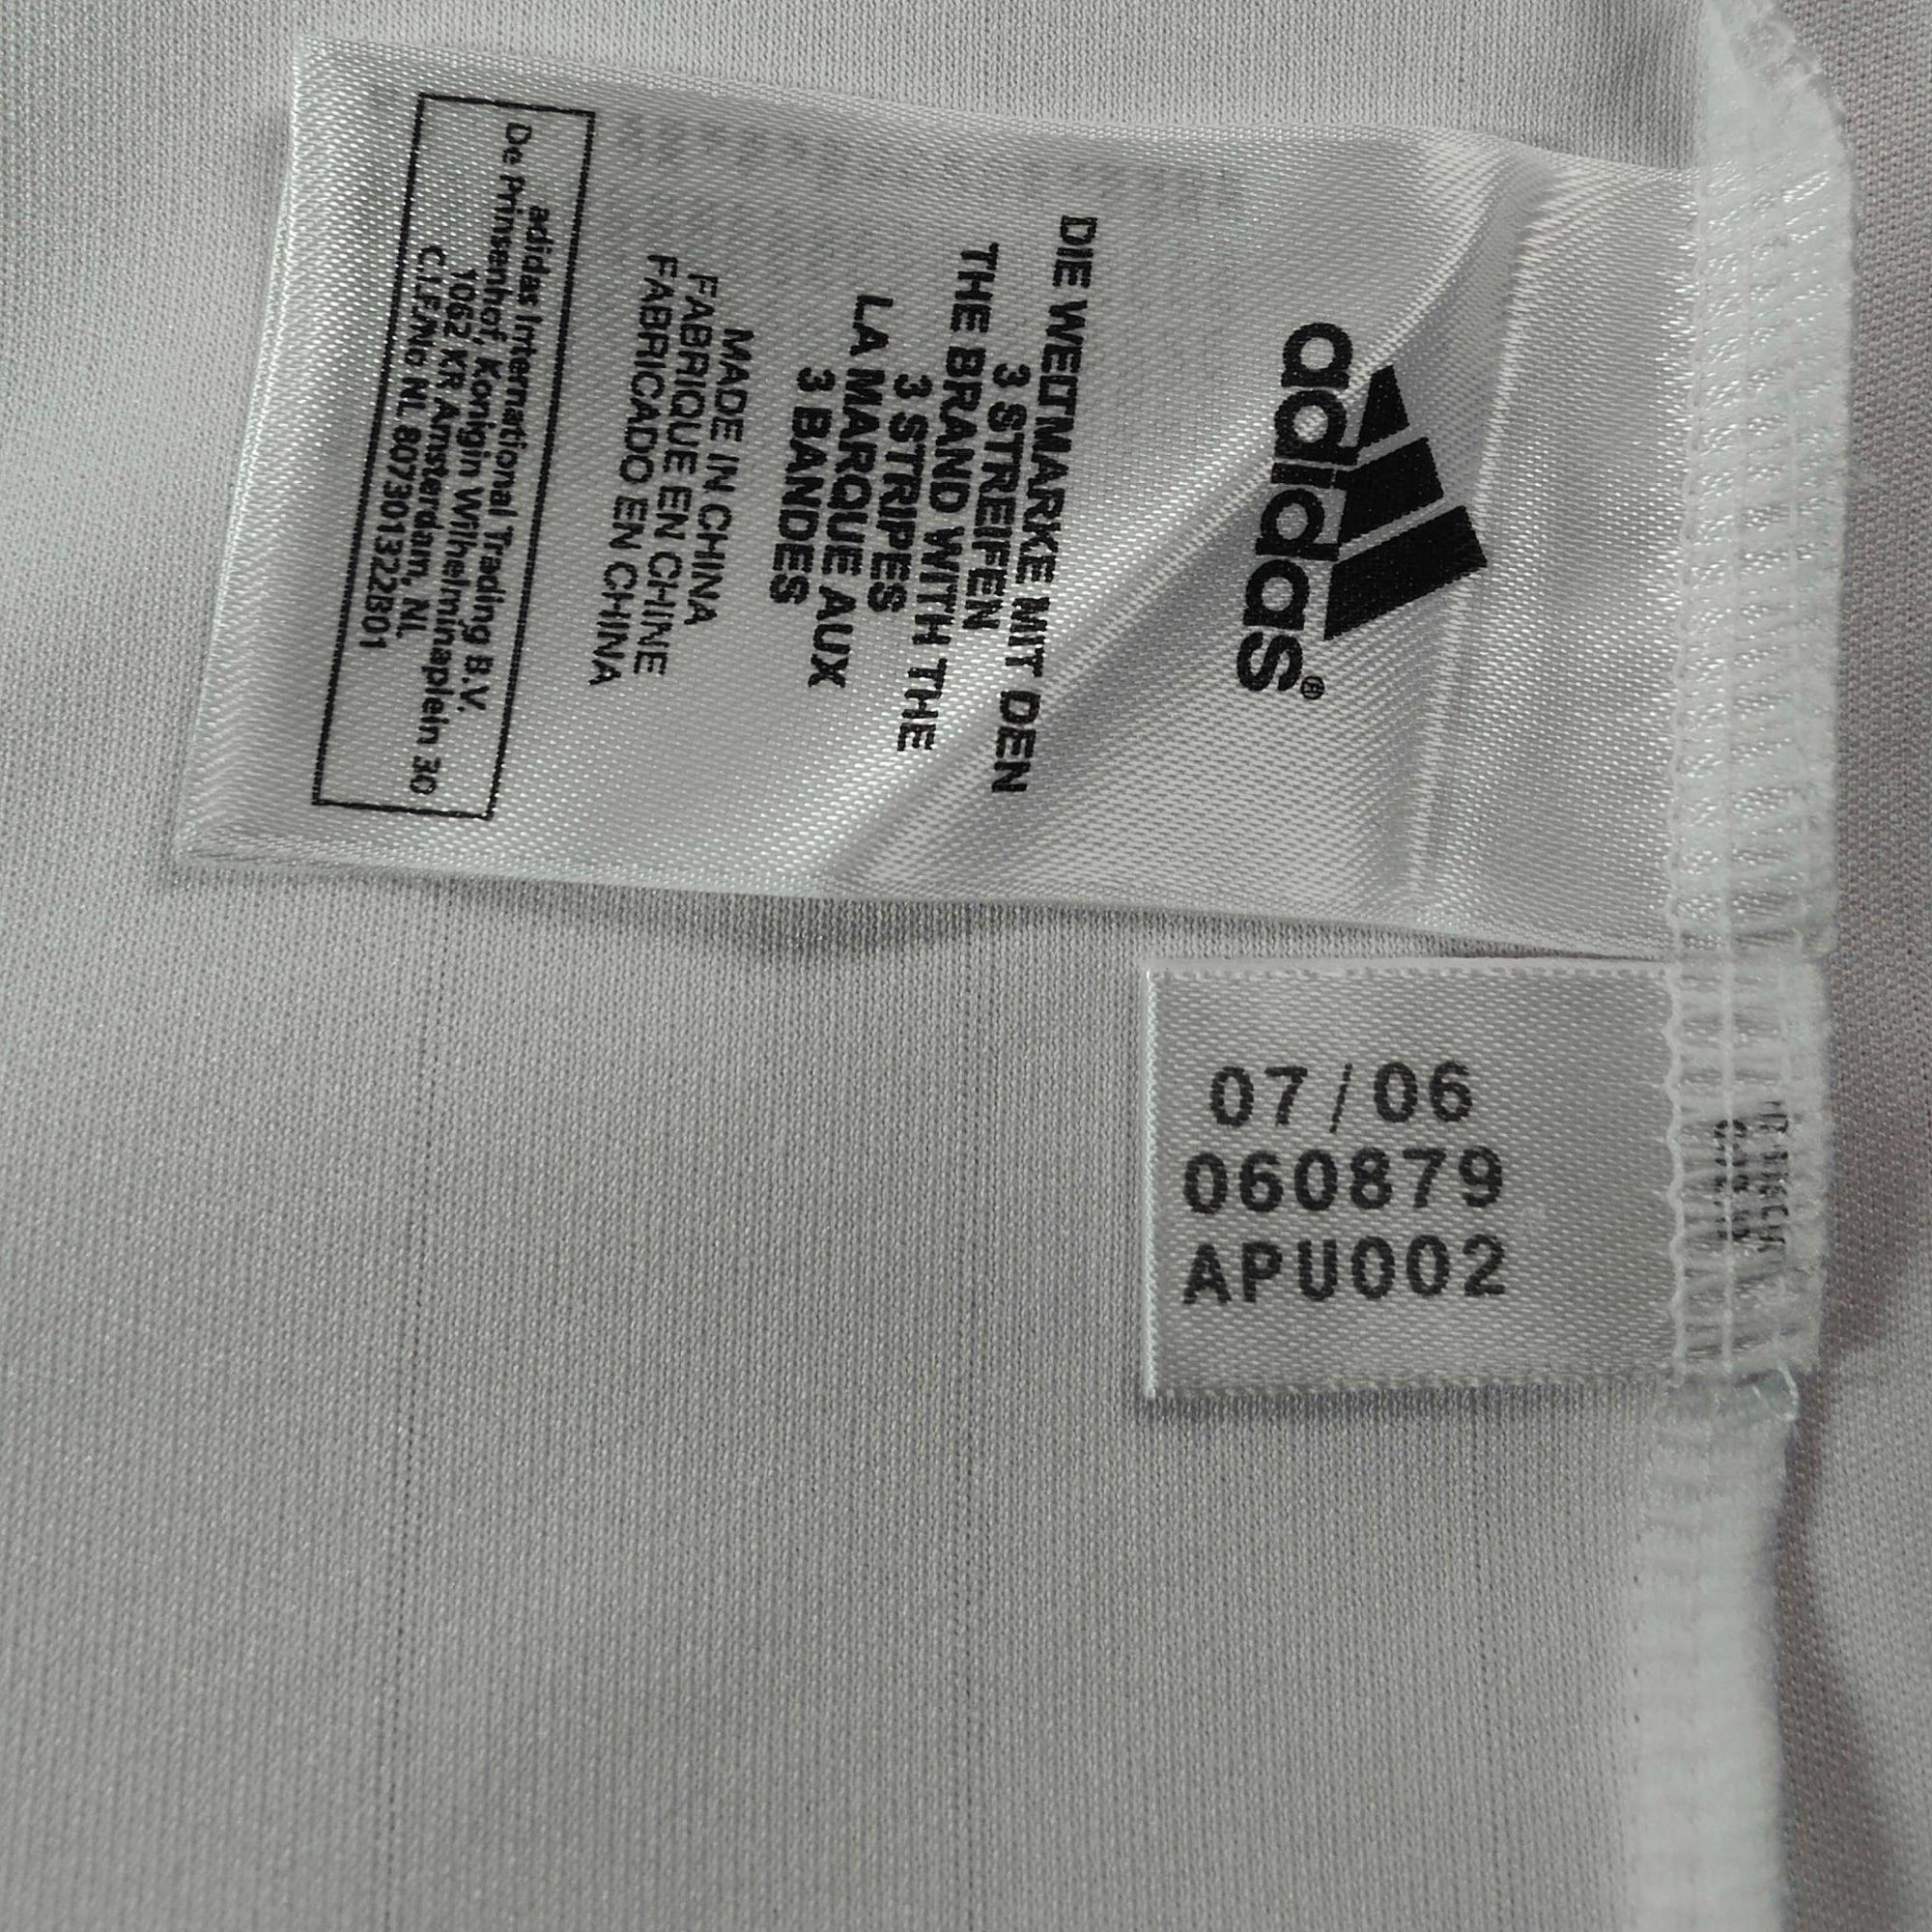 adidas®
DIE WEDTMARKE MIT DEN
3 STREIFEN
THE BRAND WITH THE
3 STRIPES
LA MARQUE AUX
3 BANDES
MADE IN CHINA
FABRIQUE EN CHINE
FABRICADO EN CHINA
adidas International Trading B.V.
De Prinsenhof, Konigin Wilhelminaplein 30
1062 KR Amsterdam, NL
C.I.F./No NL 807301322B01
07/06
060879
APU002